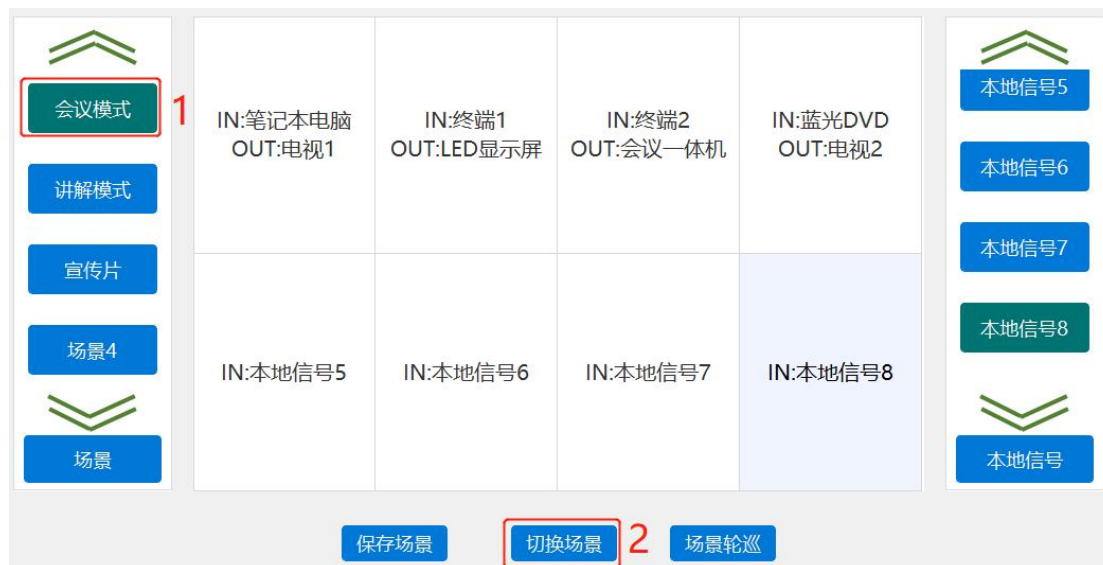 会议模式
1
讲解模式
宣传片
场景4
场景
IN:笔记本电脑
OUT:电视1
IN:终端1
OUT:LED显示屏
IN:终端2
OUT:会议一体机
IN:蓝光DVD
OUT:电视2
IN:本地信号5
IN:本地信号6
IN:本地信号7
IN:本地信号8
本地信号5
本地信号6
本地信号7
本地信号8
本地信号
保存场景
切换场景
2
场景轮巡